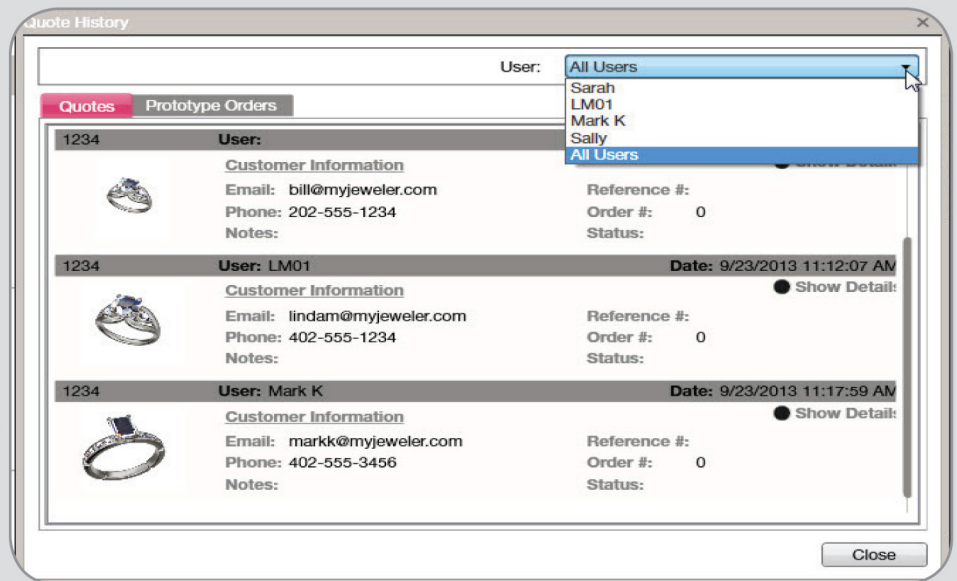 Quote History
User: All Users
Sarah
LM01
Mark K
Sally
All Users
Quotes Prototype Orders
1234 User:
Customer Information Show Details
Email: bill@myjeweler.com Reference #:
Phone: 202-555-1234 Order #: 0
Notes: Status:
1234 User: LM01 Date: 9/23/2013 11:12:07 AM
Customer Information Show Details
Email: lindam@myjeweler.com Reference #:
Phone: 402-555-1234 Order #: 0
Notes: Status:
1234 User: Mark K Date: 9/23/2013 11:17:59 AM
Customer Information Show Details
Email: markk@myjeweler.com Reference #:
Phone: 402-555-3456 Order #: 0
Notes: Status:
Close